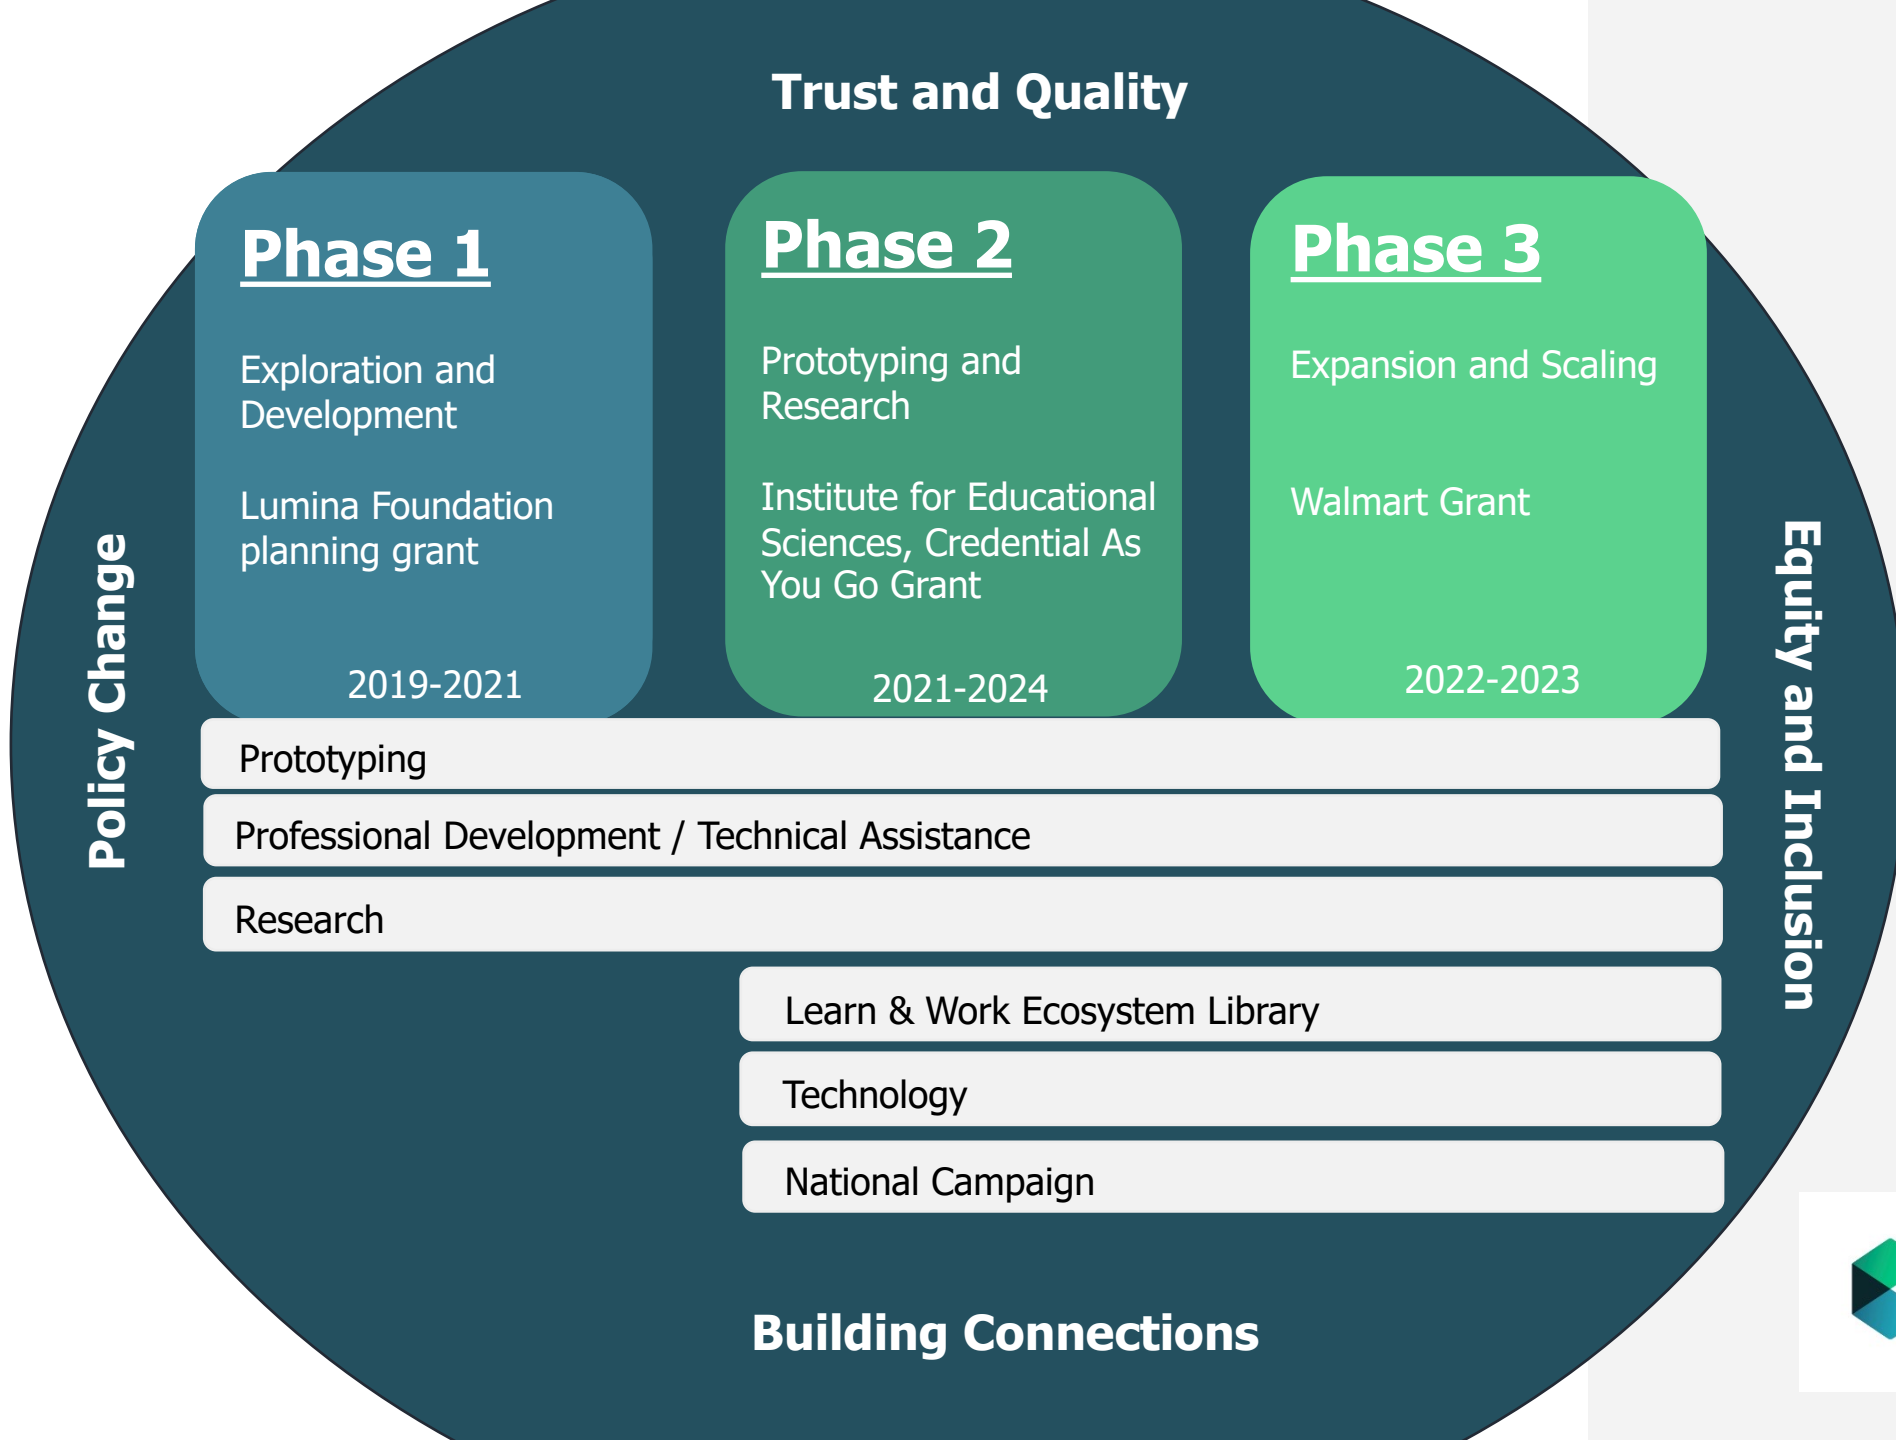 Trust and Quality
Phase 1
Exploration and
Development
Lumina Foundation
planning grant
2019-2021
Phase 2
Prototyping and
Research
Institute for Educational
Sciences, Credential As
You Go Grant
2021-2024
Phase 3
Expansion and Scaling
Walmart Grant
2022-2023
Policy Change
Equity and Inclusion
Prototyping
Professional Development / Technical Assistance
Research
Learn & Work Ecosystem Library
Technology
National Campaign
Building Connections